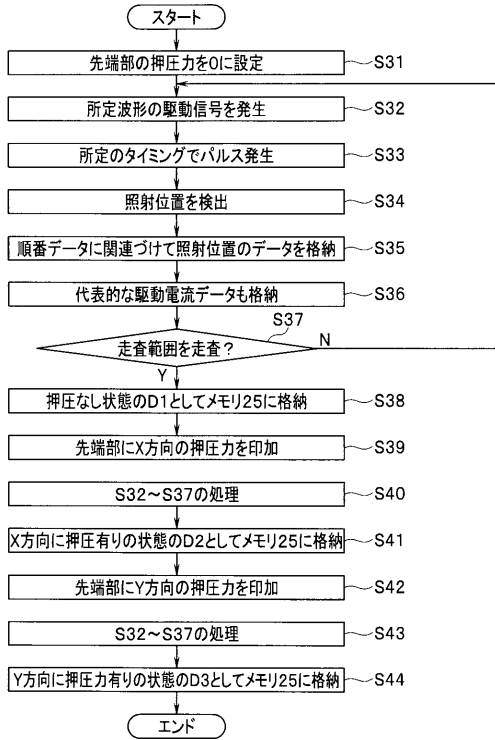 スタート
先端部の押圧力を0に設定 S31
所定波形の駆動信号を発生 S32
所定のタイミングでパルス発生 S33
照射位置を検出 S34
順番データに関連づけて照射位置のデータを格納 S35
代表的な駆動電流データも格納 S36
S37
走査範囲を走査？ N
Y
押圧なし状態のD1としてメモリ25に格納 S38
先端部にX方向の押圧力を印加 S39
S32～S37の処理 S40
X方向に押圧有りの状態のD2としてメモリ25に格納 S41
先端部にY方向の押圧力を印加 S42
S32～S37の処理 S43
Y方向に押圧力有りの状態のD3としてメモリ25に格納 S44
エンド